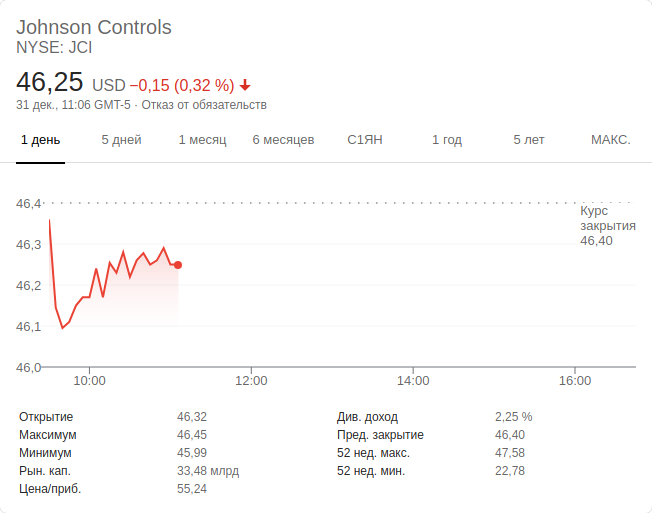 Johnson Controls
NYSE: JCI
46,25 USD −0,15 (0,32 %)
31 дек., 11:06 GMT-5 · Отказ от обязательств
1 день 5 дней 1 месяц 6 месяцев С1ЯН 1 год 5 лет МАКС.
46,4
Курс
закрытия
46,40
46,3
46,2
46,1
46,0
10:00 12:00 14:00 16:00
Открытие 46,32 Див. доход 2,25 %
Максимум 46,45 Пред. закрытие 46,40
Минимум 45,99 52 нед. макс. 47,58
Рын. кап. 33,48 млрд 52 нед. мин. 22,78
Цена/приб. 55,24